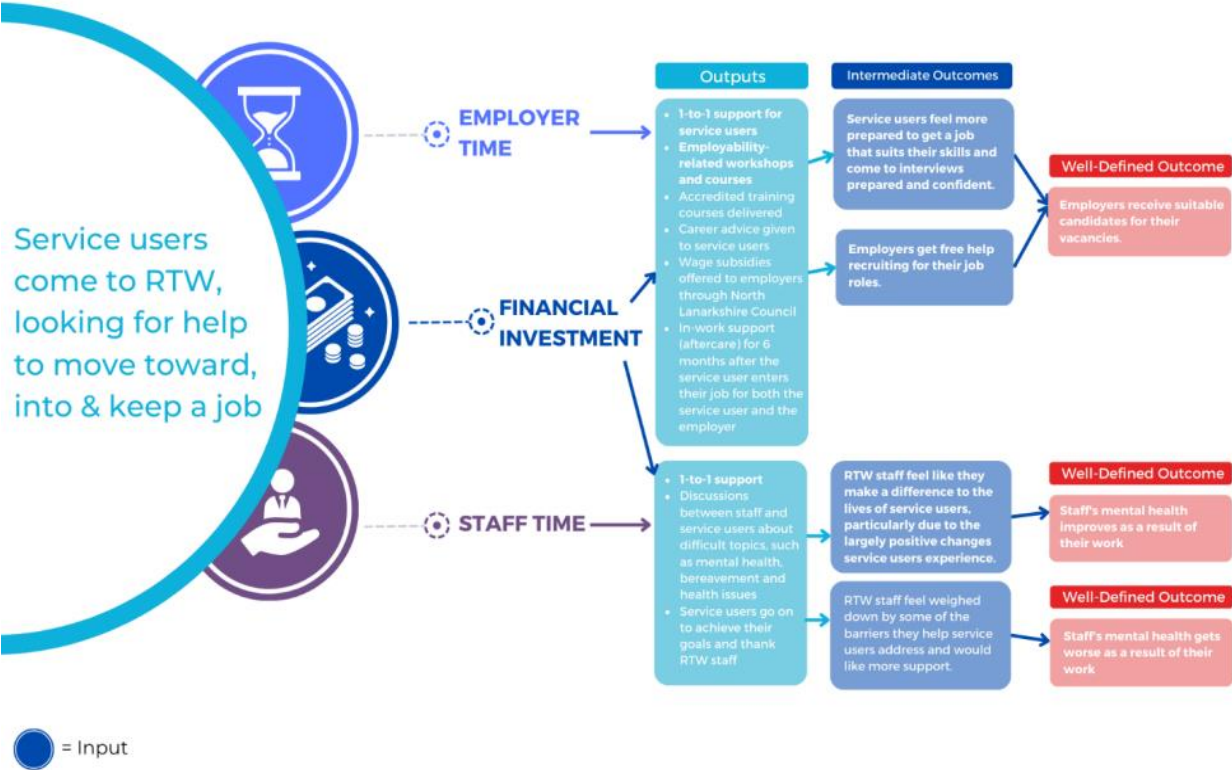 Service users
come to RTW,
looking for help
to move toward,
into & keep a job
EMPLOYER
TIME
FINANCIAL
INVESTMENT
STAFF TIME
Outputs
• 1-to-1 support for
service users
• Employability-
related workshops
and courses
• Accredited training
courses delivered
• Career advice given
to service users
• Wage subsidies
offered to employers
through North
Lanarkshire Council
• In-work support
(aftercare) for 6
months after the
service user enters
their job for both the
service user and the
employer
Intermediate Outcomes
Service users feel more
prepared to get a job
that suits their skills and
come to interviews
prepared and confident.
Employers get free help
recruiting for their job
roles.
Well-Defined Outcome
Employers receive suitable
candidates for their
vacancies.
• 1-to-1 support
• Discussions
between staff and
service users about
difficult topics, such
as mental health,
bereavement and
health issues
• Service users go on
to achieve their
goals and thank
RTW staff
RTW staff feel like they
make a difference to the
lives of service users,
particularly due to the
largely positive changes
service users experience.
Well-Defined Outcome
Staff's mental health
improves as a result of
their work
RTW staff feel weighed
down by some of the
barriers they help service
users address and would
like more support.
Well-Defined Outcome
Staff's mental health gets
worse as a result of their
work
= Input